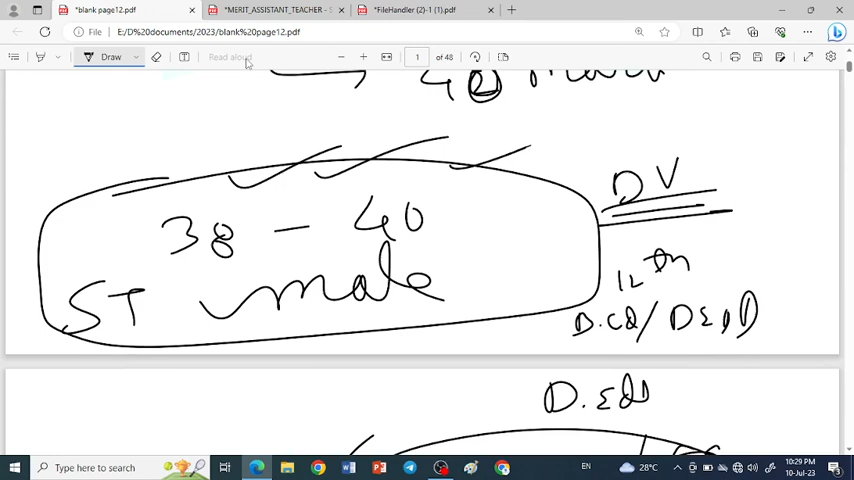 *blank page12.pdf
*MERIT_ASSISTANT_TEACHER - S
*FileHandler (2)-1 (1).pdf
File | E:/D%20documents/2023/blank%20page12.pdf
Draw
Read aloud
1 of 48
DV
38 - 40
ST male
12th
B.Ed/ DEdd
D.Edd
Type here to search
EN
28°C
10:29 PM
10-Jul-23